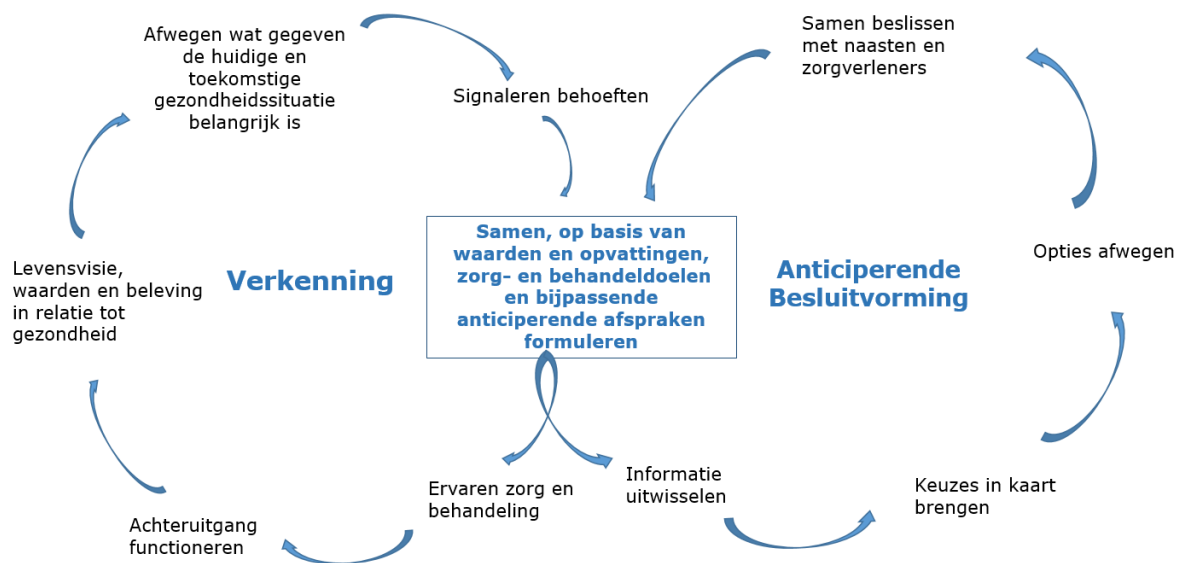 Afwegen wat gegeven
de huidige en
toekomstige
gezondheidssituatie
belangrijk is
Signaleren behoeften
Samen beslissen
met naasten en
zorgverleners
Levensvisie,
waarden en beleving
in relatie tot
gezondheid
Verkenning
Samen, op basis van
waarden en opvattingen,
zorg- en behandeldoelen
en bijpassende
anticiperende afspraken
formuleren
Anticiperende
Besluitvorming
Opties afwegen
Achteruitgang
functioneren
Ervaren zorg en
behandeling
Informatie
uitwisselen
Keuzes in kaart
brengen